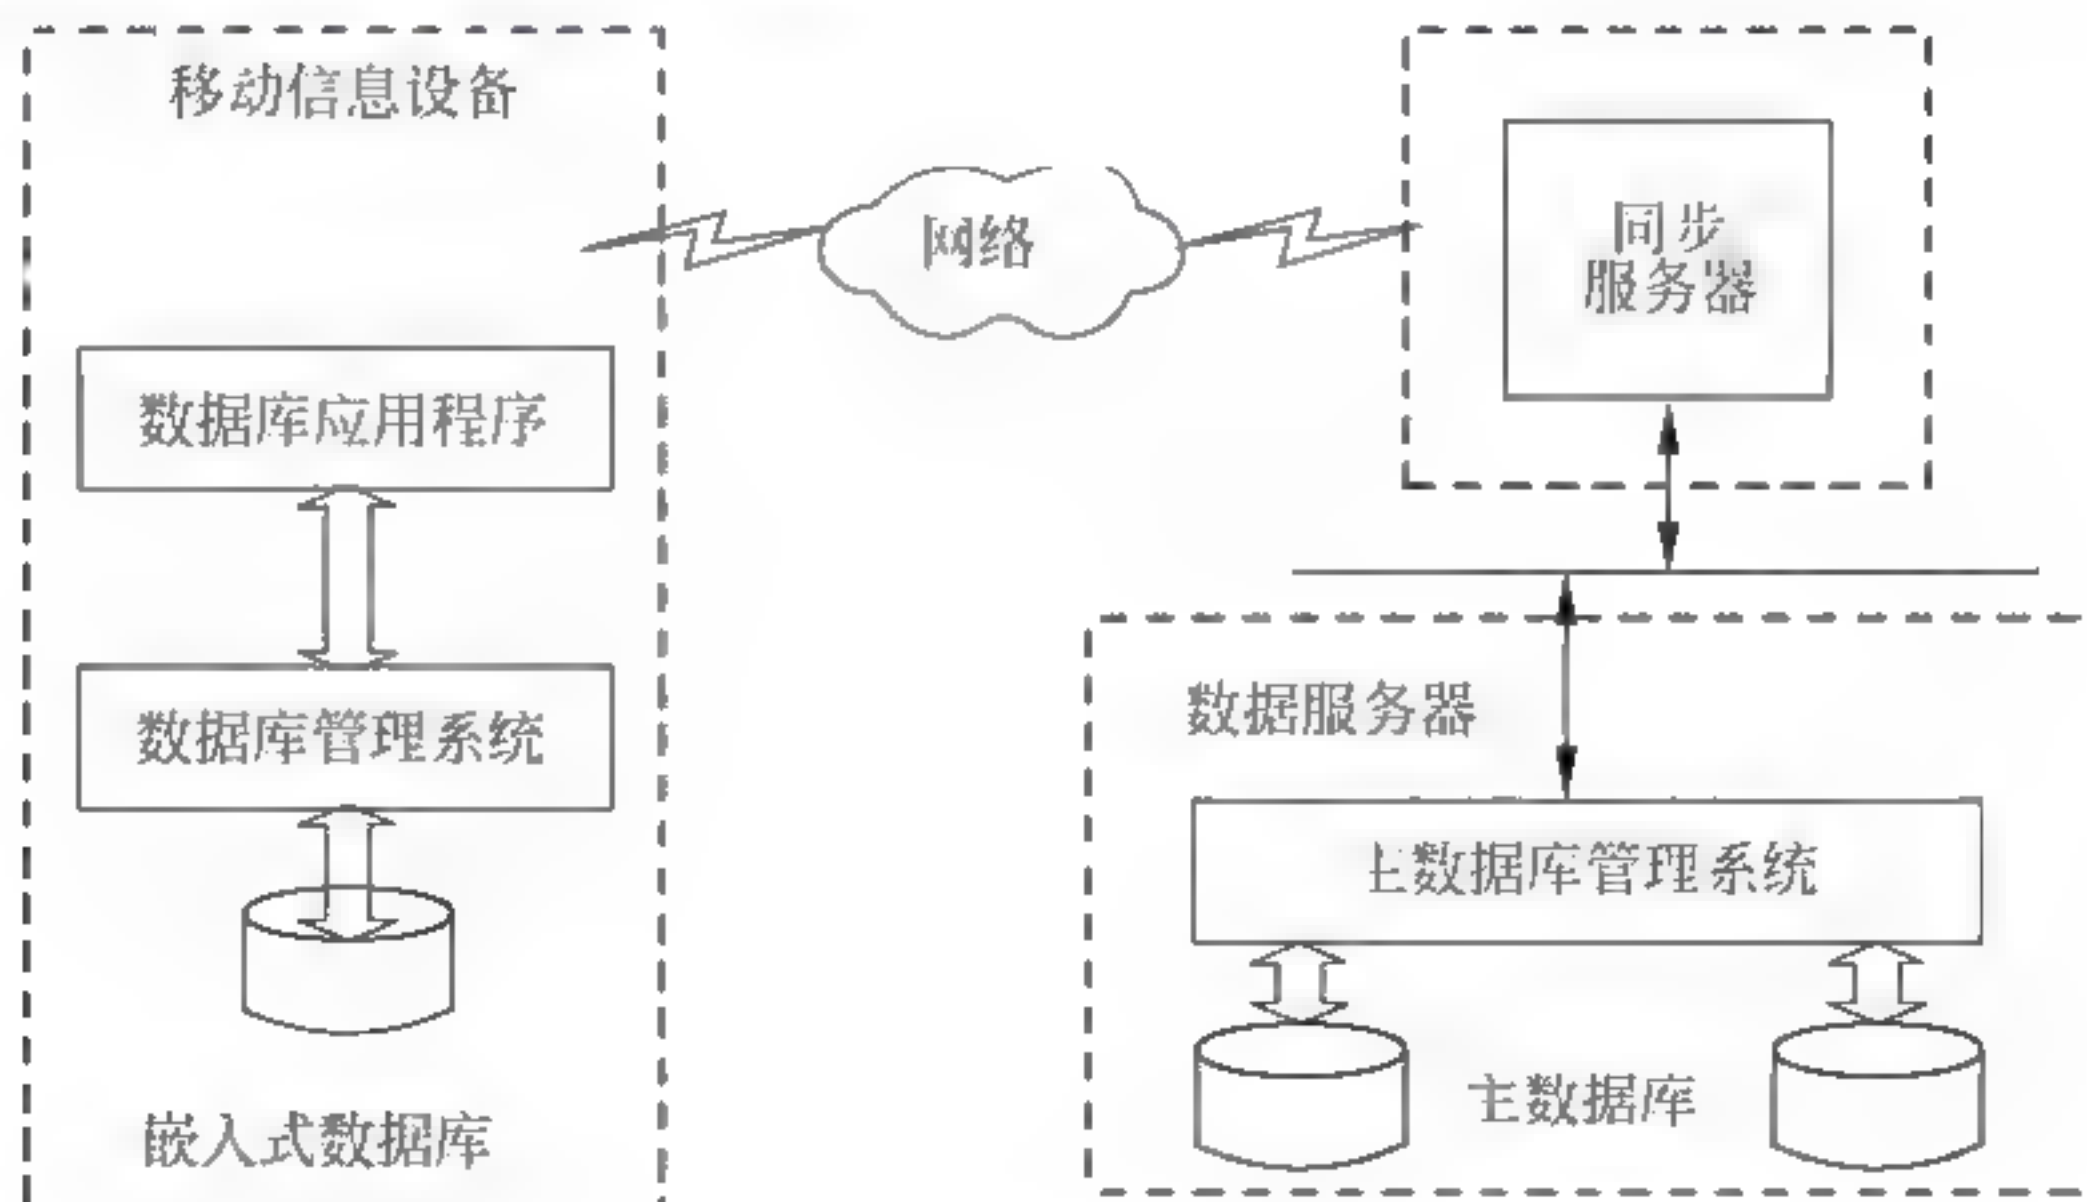 移动信息设备
网络
同步
服务器
数据库应用程序
数据库管理系统
数据服务器
主数据库管理系统
主数据库
嵌入式数据库